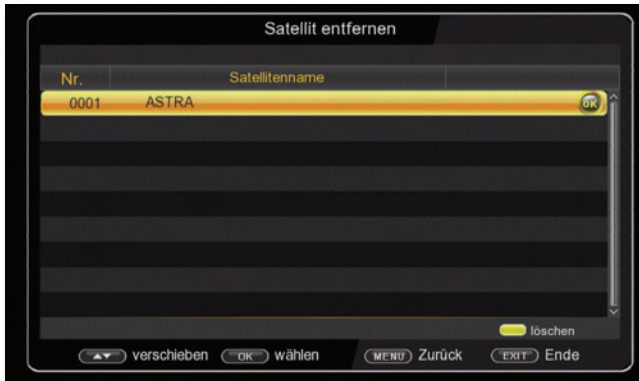 Satellit entfernen
Nr. Satellitenname
0001 ASTRA OK
löschen
verschieben OK wählen MENU Zurück EXIT Ende